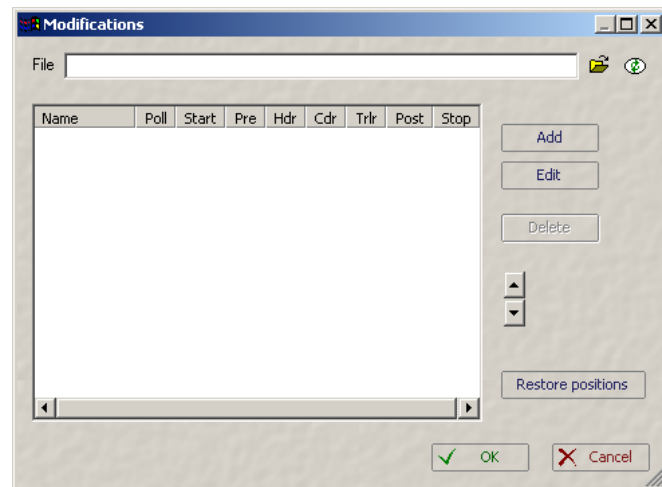 Modifications
File
Name Poll Start Pre Hdr Cdr Trlr Post Stop
Add
Edit
Delete
Restore positions
OK Cancel